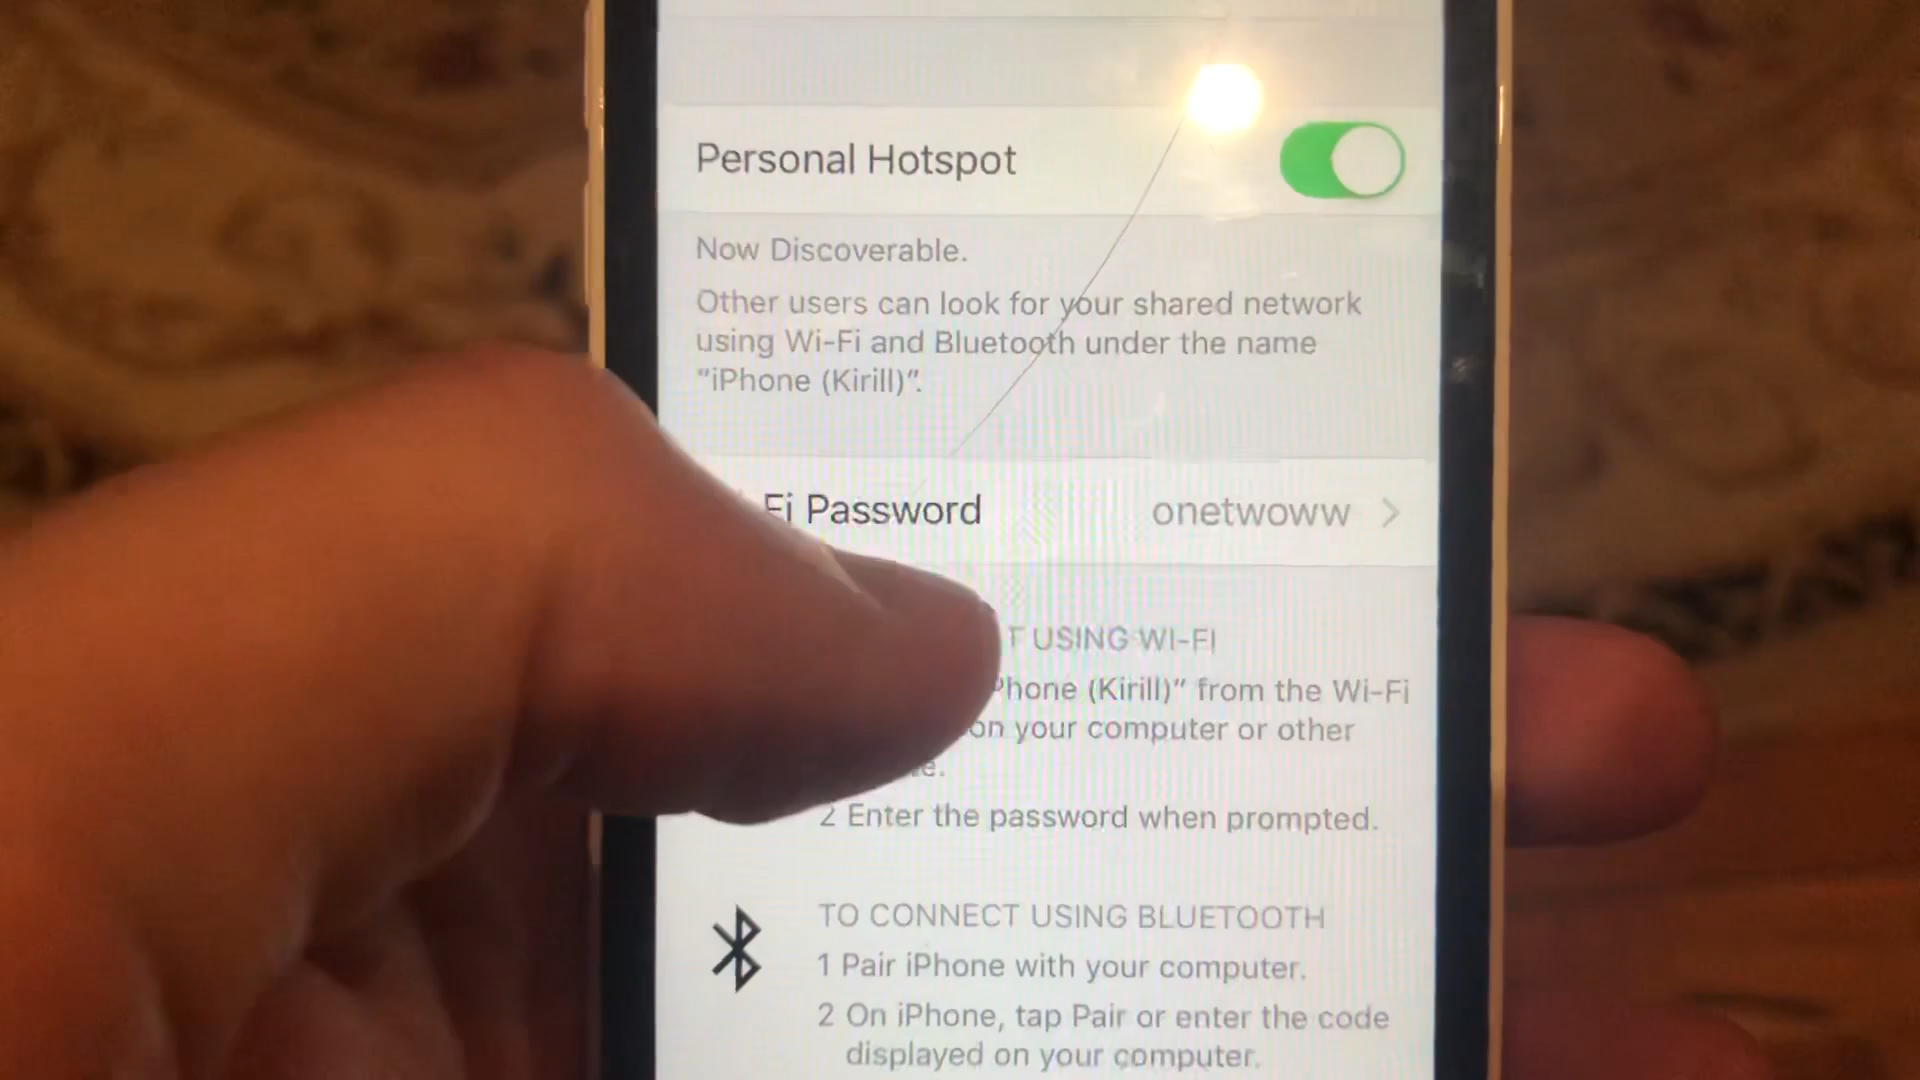 Personal Hotspot
Now Discoverable.
Other users can look for your shared network
using Wi-Fi and Bluetooth under the name
“iPhone (Kirill)”.
Fi Password onetwoww
USING WI-FI
Phone (Kirill)” from the Wi-Fi
on your computer or other
2 Enter the password when prompted.
TO CONNECT USING BLUETOOTH
1 Pair iPhone with your computer.
2 On iPhone, tap Pair or enter the code
displayed on your computer.